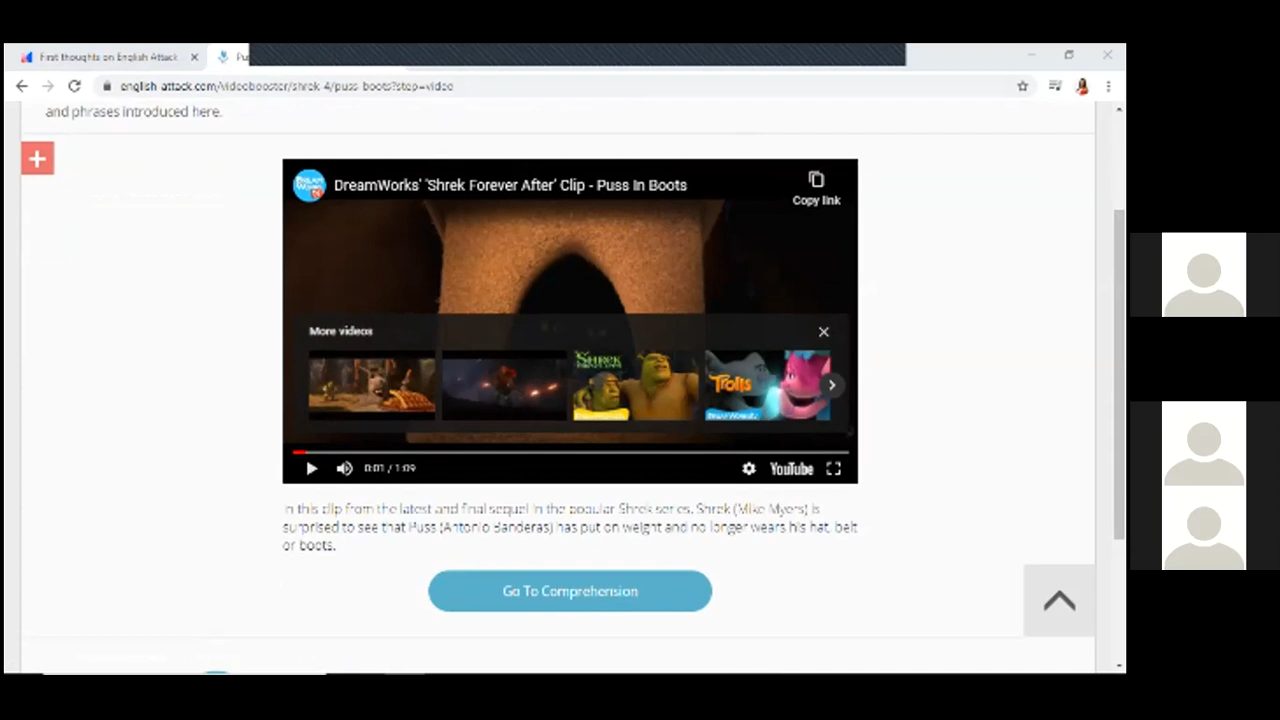 First thoughts on English Attack
Pu
english-attack.com/videobooster/shrek-4/puss-boots?step=video
and phrases introduced here.
DreamWorks' 'Shrek Forever After' Clip - Puss In Boots
Copy link
More videos
SHREK
Trolls
0:01 / 1:09
YouTube
In this clip from the latest and final sequel in the popular Shrek series, Shrek (Mike Myers) is
surprised to see that Puss (Antonio Banderas) has put on weight and no longer wears his hat, belt
or boots.
Go To Comprehension